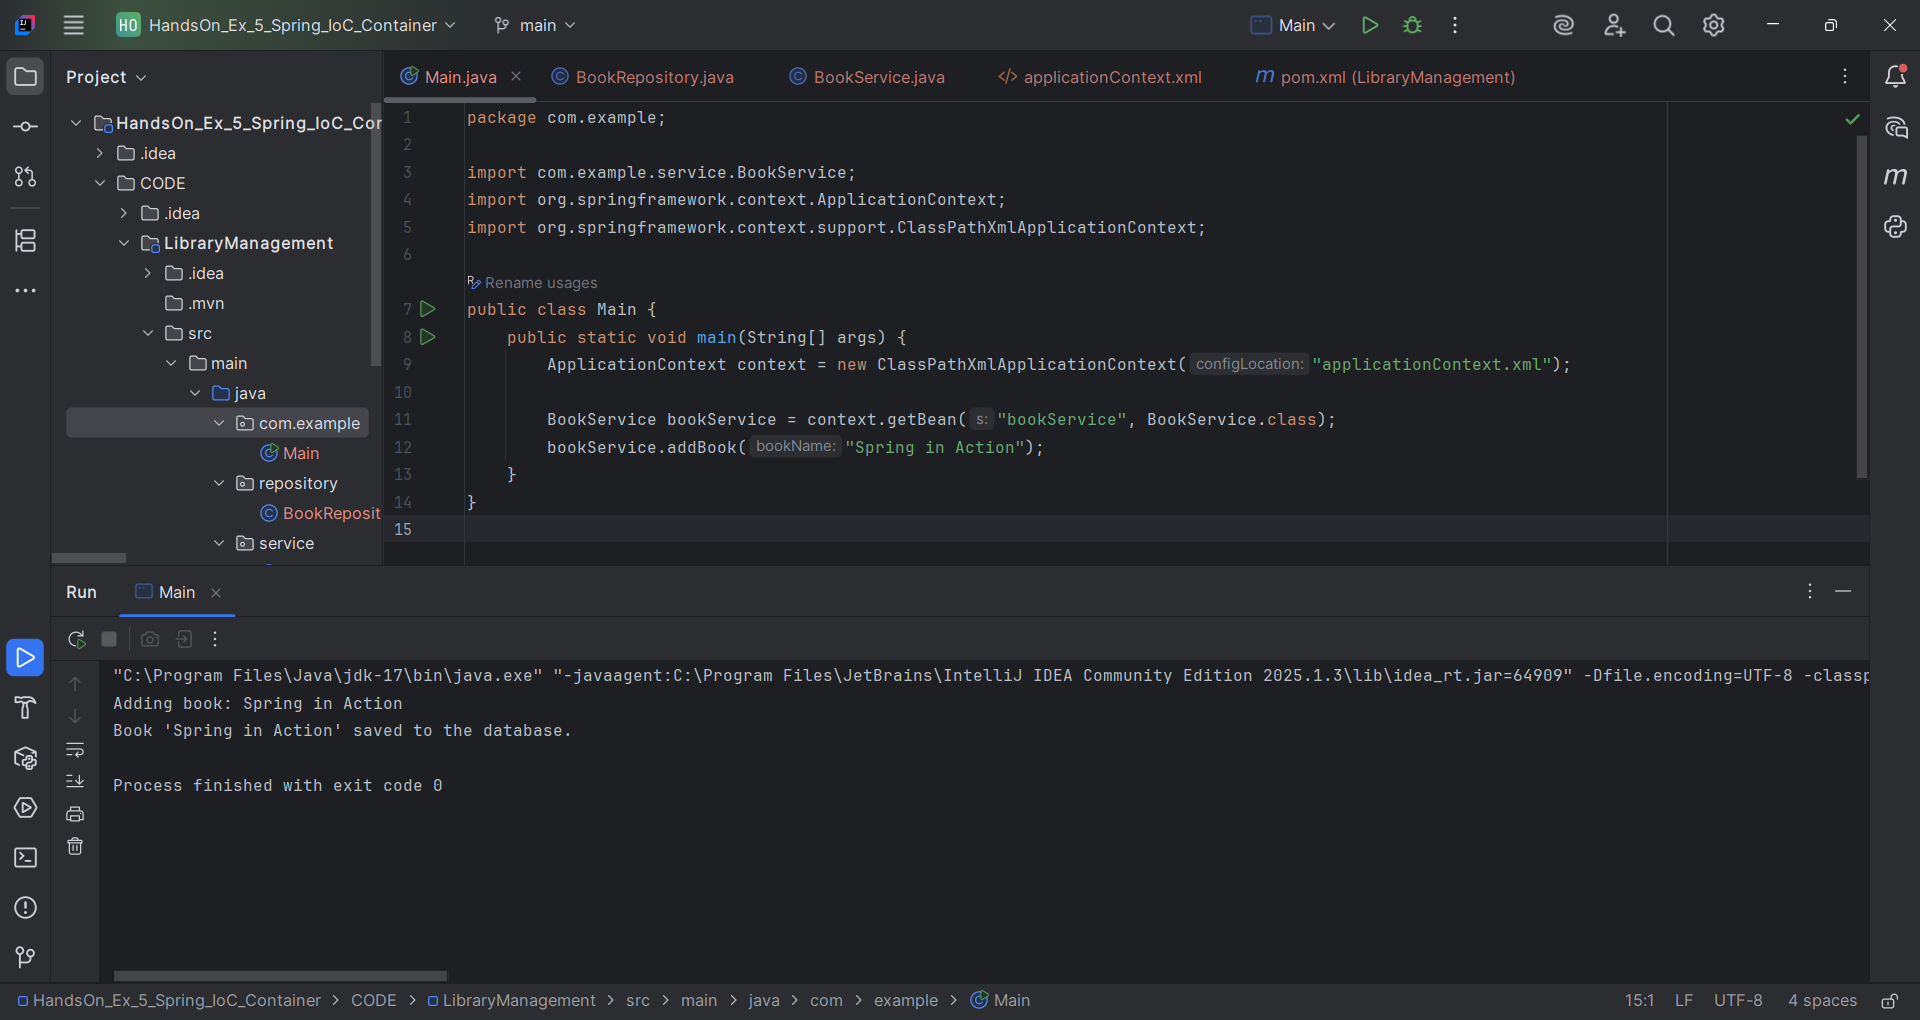 HO HandsOn_Ex_5_Spring_IoC_Container main Main
Project
HandsOn_Ex_5_Spring_IoC_Cor
.idea
CODE
.idea
LibraryManagement
.idea
.mvn
src
main
java
com.example
Main
repository
BookReposit
service
Main.java BookRepository.java BookService.java applicationContext.xml pom.xml (LibraryManagement)
1 package com.example;
2
3 import com.example.service.BookService;
4 import org.springframework.context.ApplicationContext;
5 import org.springframework.context.support.ClassPathXmlApplicationContext;
6
Rename usages
7 public class Main {
8 public static void main(String[] args) {
9 ApplicationContext context = new ClassPathXmlApplicationContext( configLocation: "applicationContext.xml");
10
11 BookService bookService = context.getBean( s: "bookService", BookService.class);
12 bookService.addBook( bookName: "Spring in Action");
13 }
14 }
15
Run Main
"C:\Program Files\Java\jdk-17\bin\java.exe" "-javaagent:C:\Program Files\JetBrains\IntelliJ IDEA Community Edition 2025.1.3\lib\idea_rt.jar=64909" -Dfile.encoding=UTF-8 -classp
Adding book: Spring in Action
Book 'Spring in Action' saved to the database.
Process finished with exit code 0
HandsOn_Ex_5_Spring_IoC_Container > CODE > LibraryManagement > src > main > java > com > example > Main 15:1 LF UTF-8 4 spaces